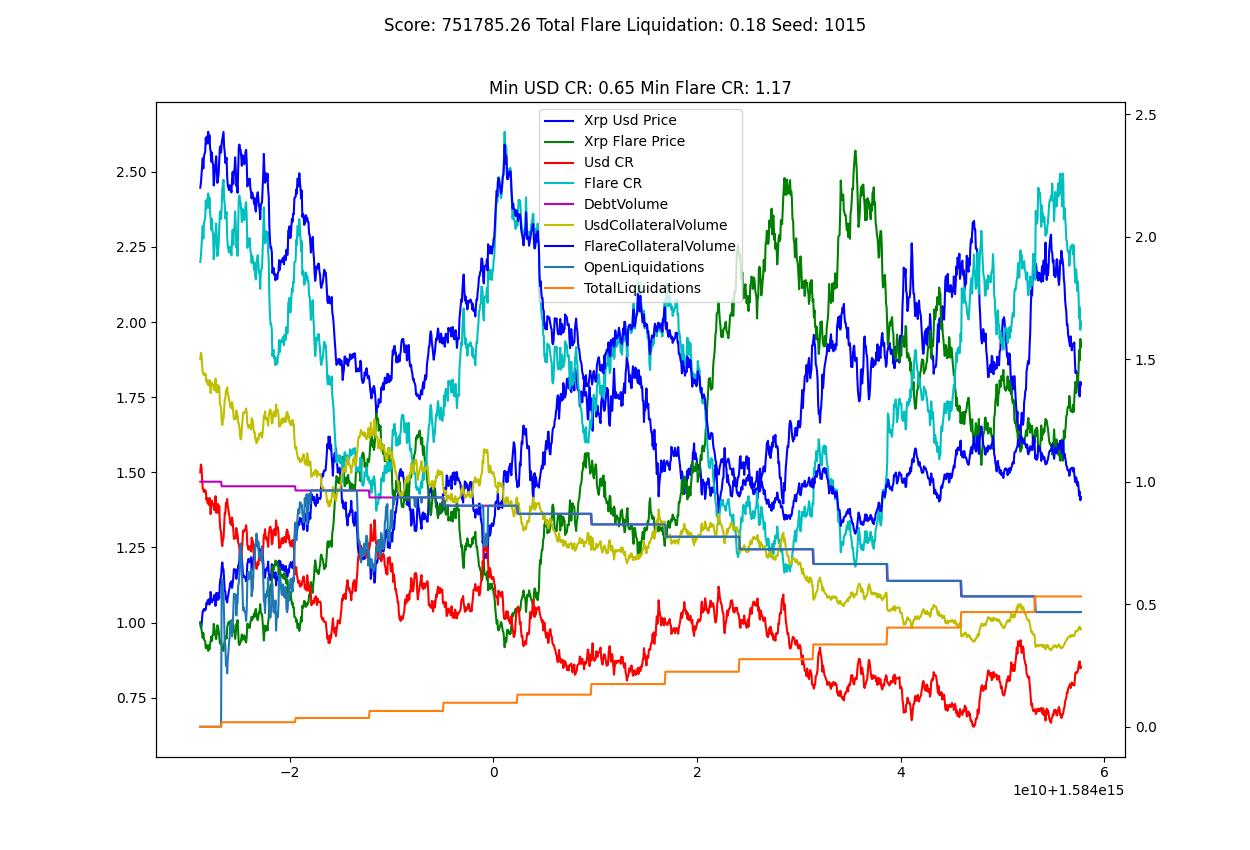 Score: 751785.26 Total Flare Liquidation: 0.18 Seed: 1015
Min USD CR: 0.65 Min Flare CR: 1.17
Xrp Usd Price
Xrp Flare Price
Usd CR
Flare CR
DebtVolume
UsdCollateralVolume
FlareCollateralVolume
OpenLiquidations
TotalLiquidations
2.50
2.25
2.00
1.75
1.50
1.25
1.00
0.75
2.5
2.0
1.5
1.0
0.5
0.0
−2 0 2 4 6
1e10+1.584e15